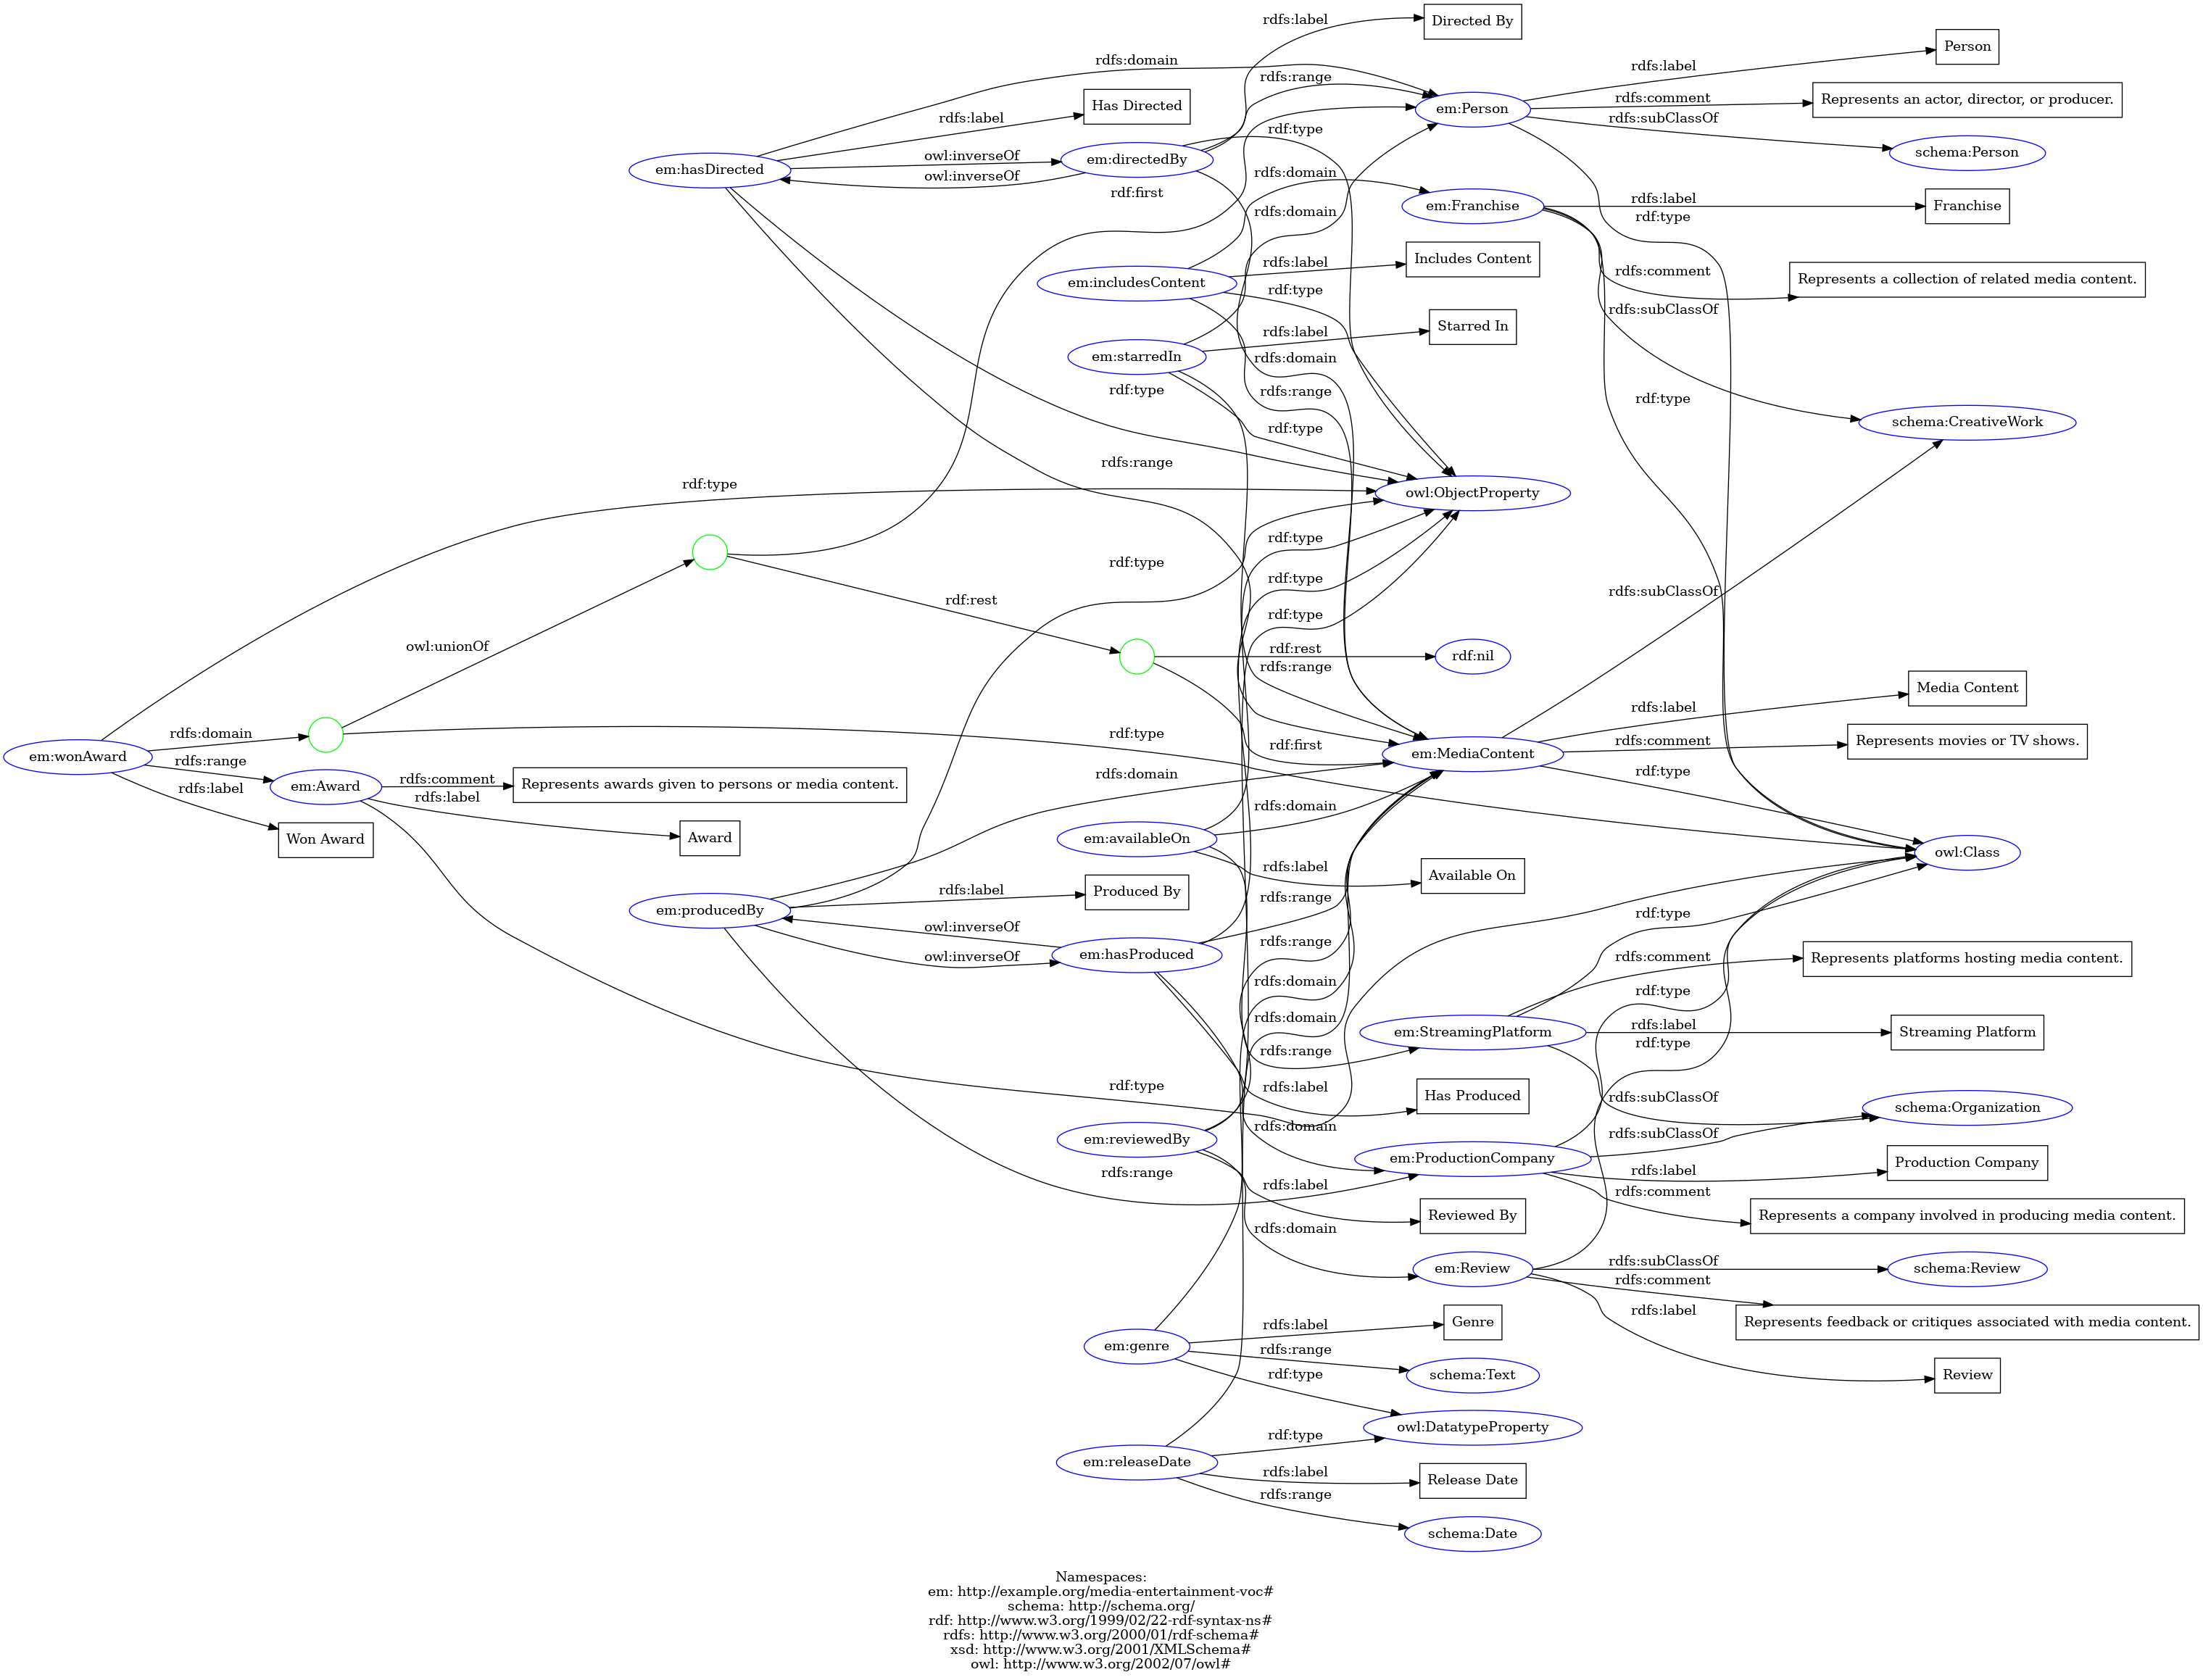 rdfs:label
Directed By
rdfs:domain
rdfs:range
Person
rdfs:label
em:Person
rdfs:comment
Represents an actor, director, or producer.
Has Directed
rdfs:label
rdfs:subClassOf
rdf:type
schema:Person
em:hasDirected
owl:inverseOf
em:directedBy
owl:inverseOf
rdf:first
rdfs:domain
em:Franchise
rdfs:label
Franchise
rdf:type
rdfs:domain
em:includesContent
rdfs:label
Includes Content
rdf:type
rdfs:comment
Represents a collection of related media content.
rdfs:subClassOf
em:starredIn
rdfs:label
Starred In
rdfs:domain
rdf:type
rdfs:range
rdf:type
schema:CreativeWork
rdf:type
rdfs:range
rdf:type
owl:ObjectProperty
rdf:type
rdf:type
rdf:type
rdfs:subClassOf
rdf:rest
rdf:type
owl:unionOf
rdf:rest
rdf:nil
rdfs:range
Media Content
rdfs:label
rdfs:domain
rdf:type
rdf:first
em:MediaContent
rdfs:comment
Represents movies or TV shows.
em:wonAward
rdfs:range
rdfs:domain
rdf:type
em:Award
rdfs:comment
Represents awards given to persons or media content.
rdfs:label
rdfs:label
rdfs:domain
Won Award
Award
em:availableOn
owl:Class
rdfs:label
Available On
em:producedBy
rdfs:label
Produced By
rdfs:range
rdf:type
owl:inverseOf
em:hasProduced
owl:inverseOf
rdfs:range
rdfs:comment
Represents platforms hosting media content.
rdfs:domain
rdf:type
rdfs:domain
em:StreamingPlatform
rdfs:label
Streaming Platform
rdfs:range
rdf:type
rdf:type
rdfs:label
Has Produced
rdfs:subClassOf
schema:Organization
em:reviewedBy
rdfs:domain
rdfs:subClassOf
em:ProductionCompany
rdfs:label
Production Company
rdfs:range
rdfs:label
rdfs:comment
Reviewed By
Represents a company involved in producing media content.
rdfs:domain
em:Review
rdfs:subClassOf
schema:Review
rdfs:comment
rdfs:label
Genre
rdfs:label
Represents feedback or critiques associated with media content.
em:genre
rdfs:range
schema:Text
Review
rdf:type
owl:DatatypeProperty
rdf:type
em:releaseDate
rdfs:label
Release Date
rdfs:range
schema:Date
Namespaces:
em: http://example.org/media-entertainment-voc#
schema: http://schema.org/
rdf: http://www.w3.org/1999/02/22-rdf-syntax-ns#
rdfs: http://www.w3.org/2000/01/rdf-schema#
xsd: http://www.w3.org/2001/XMLSchema#
owl: http://www.w3.org/2002/07/owl#